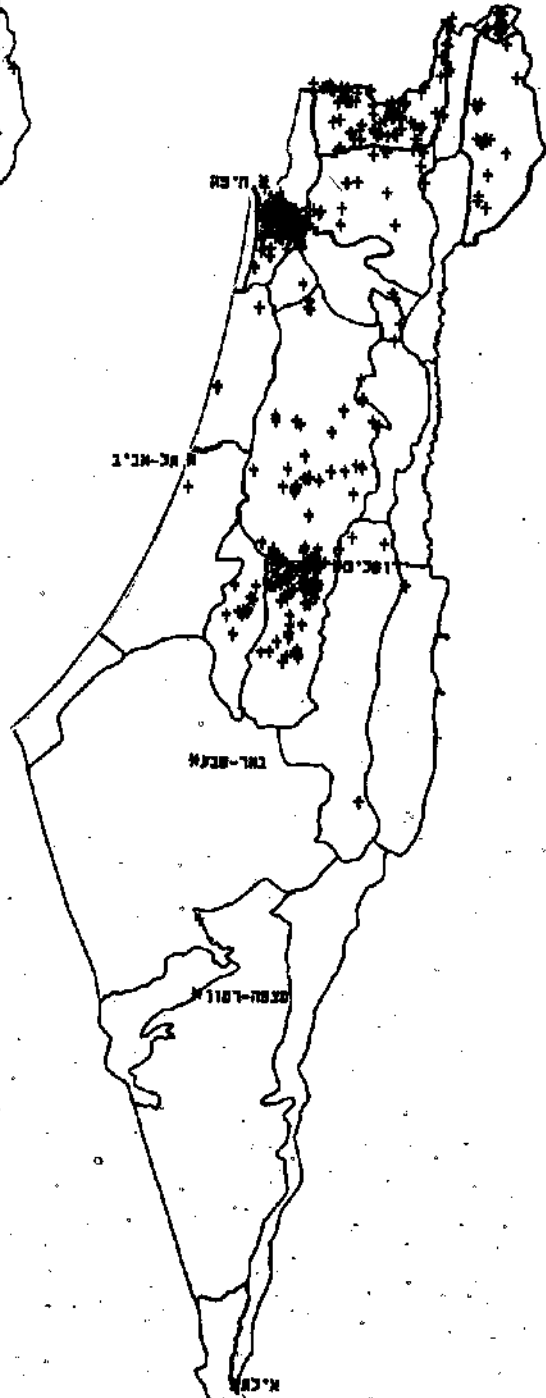 חיפה *
תל-אביב
ירושלים
באר-שבע *
מצפה-רמון *
אילת